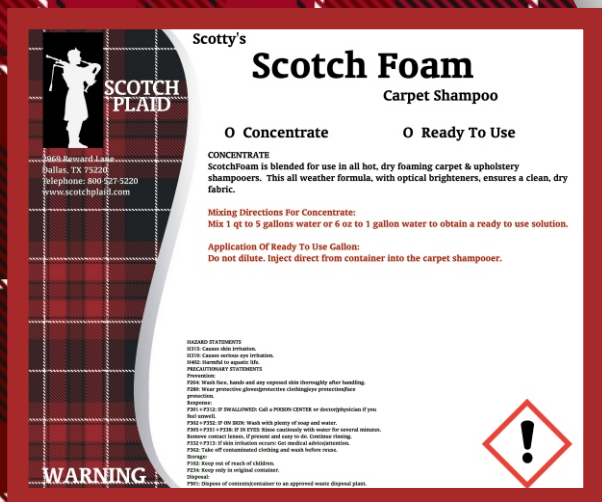 Scotty's
Scotch Foam
Carpet Shampoo
SCOTCH
PLAID
2969 Reward Lane
Dallas, TX 75220
Telephone: 800-527-5220
www.scotchplaid.com
O Concentrate
O Ready To Use
CONCENTRATE
ScotchFoam is blended for use in all hot, dry foaming carpet & upholstery
shampooers. This all weather formula, with optical brighteners, ensures a clean, dry
fabric.
Mixing Directions For Concentrate:
Mix 1 qt to 5 gallons water or 6 oz to 1 gallon water to obtain a ready to use solution.
Application Of Ready To Use Gallon:
Do not dilute. Inject direct from container into the carpet shampooer.
HAZARD STATEMENTS
H315: Causes skin irritation.
H319: Causes serious eye irritation.
H402: Harmful to aquatic life.
PRECAUTIONARY STATEMENTS
Prevention:
P264: Wash face, hands and any exposed skin thoroughly after handling.
P280: Wear protective gloves/protective clothing/eye protection/face
protection.
Response:
P301+P312: IF SWALLOWED: Call a POISON CENTER or doctor/physician if you
feel unwell.
P302+P352: IF ON SKIN: Wash with plenty of soap and water.
P305+P351+P338: IF IN EYES: Rinse cautiously with water for several minutes.
Remove contact lenses, if present and easy to do. Continue rinsing.
P332+P313: If skin irritation occurs: Get medical advice/attention.
P362: Take off contaminated clothing and wash before reuse.
Storage:
P102: Keep out of reach of children.
P234: Keep only in original container.
Disposal:
P501: Dispose of contents/container to an approved waste disposal plant.
WARNING